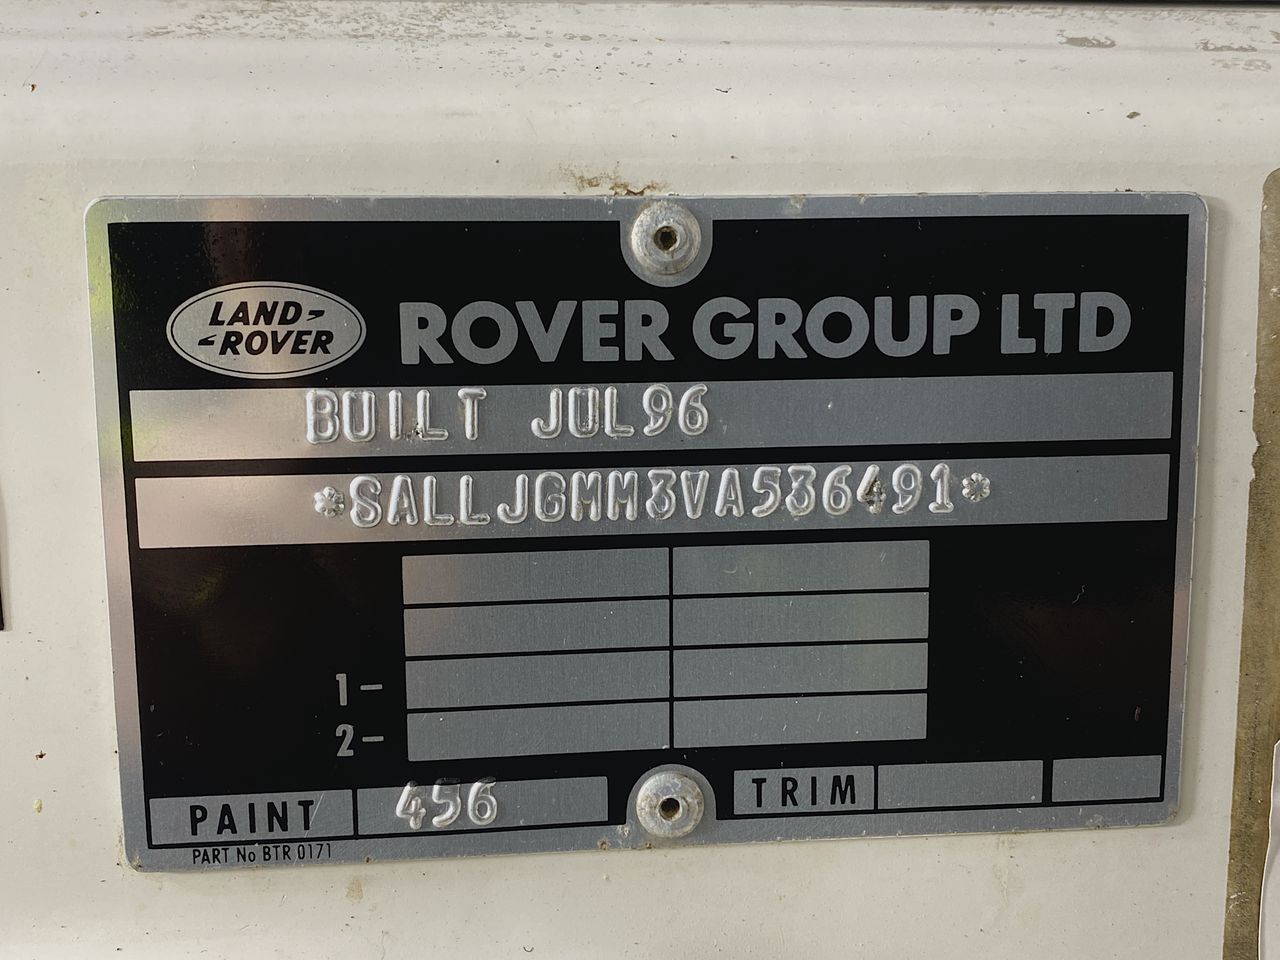 LAND-
-ROVER
ROVER GROUP LTD
BUILT JUL96
*SALLJGMM3VA536491*
1-
2-
PAINT 456 TRIM
PART No BTR 0171